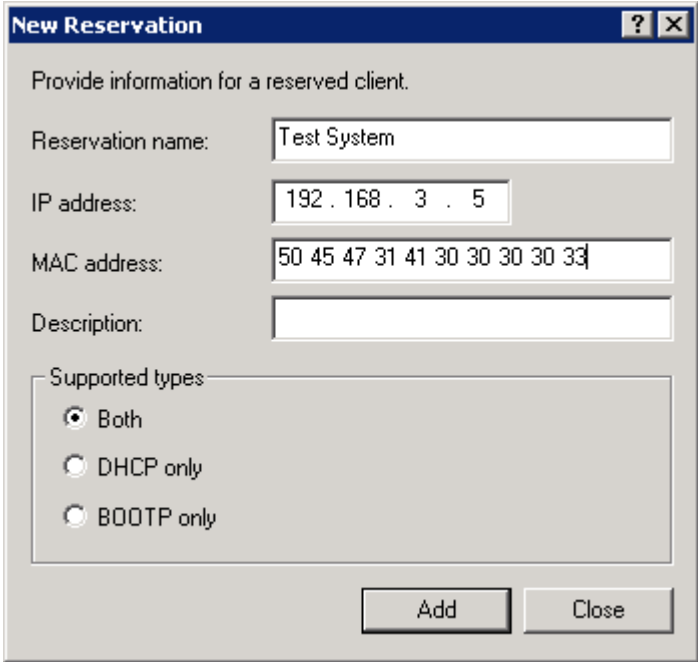 New Reservation ? X
Provide information for a reserved client.
Reservation name: Test System
IP address: 192 . 168 . 3 . 5
MAC address: 50 45 47 31 41 30 30 30 30 33
Description:
Supported types
Both
DHCP only
BOOTP only
Add Close